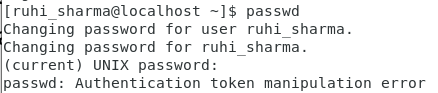 [ruhi_sharma@localhost ~]$ passwd
Changing password for user ruhi_sharma.
Changing password for ruhi_sharma.
(current) UNIX password:
passwd: Authentication token manipulation error